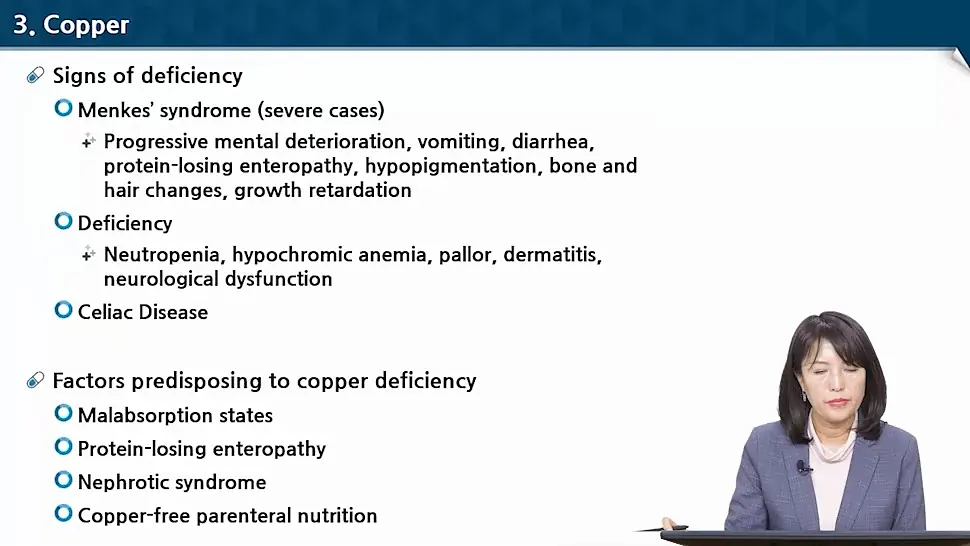 3. Copper
Signs of deficiency
Menkes' syndrome (severe cases)
Progressive mental deterioration, vomiting, diarrhea,
protein-losing enteropathy, hypopigmentation, bone and
hair changes, growth retardation
Deficiency
Neutropenia, hypochromic anemia, pallor, dermatitis,
neurological dysfunction
Celiac Disease
Factors predisposing to copper deficiency
Malabsorption states
Protein-losing enteropathy
Nephrotic syndrome
Copper-free parenteral nutrition